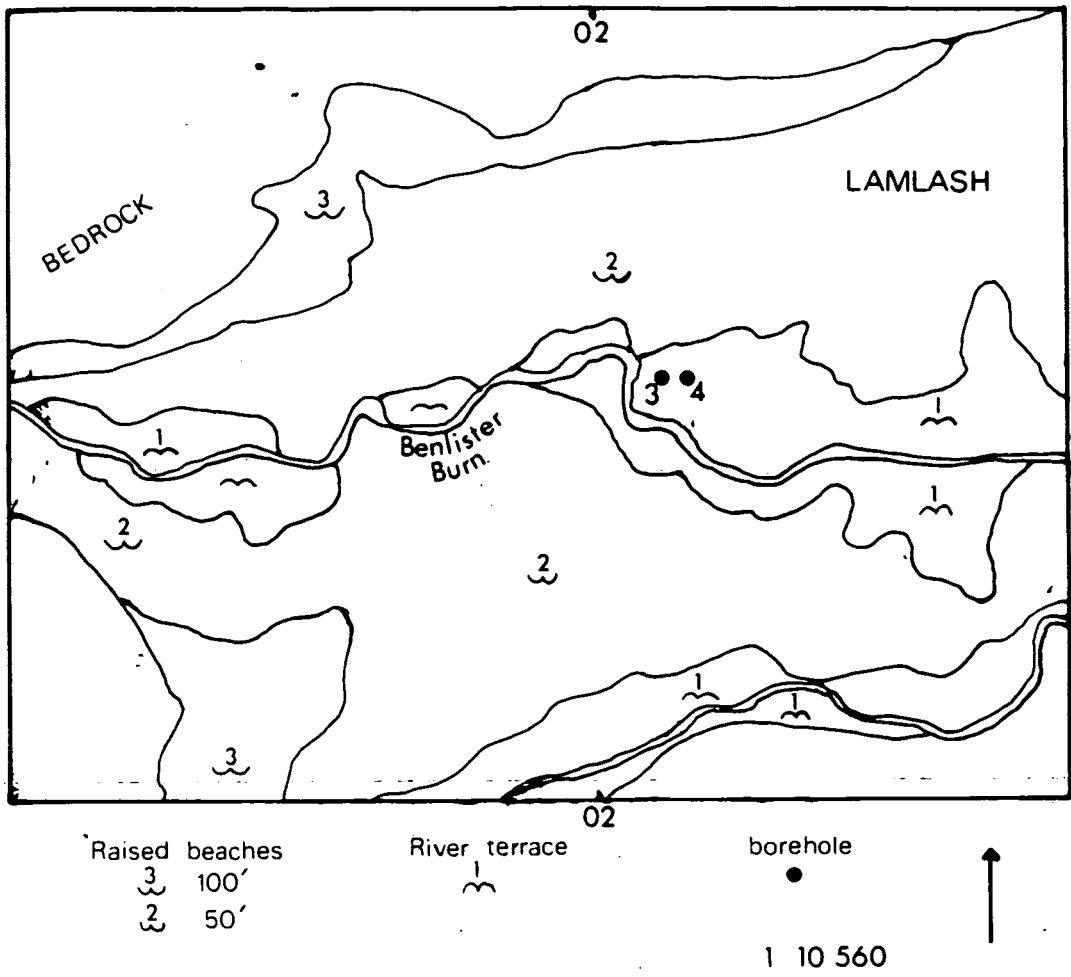 02
LAMLASH
3
BEDROCK
2
3 4
1
1
Benlister
Burn.
1
2
2
1
1
3
02
Raised beaches
3 100'
2 50'
River terrace
1
borehole
1 10 560